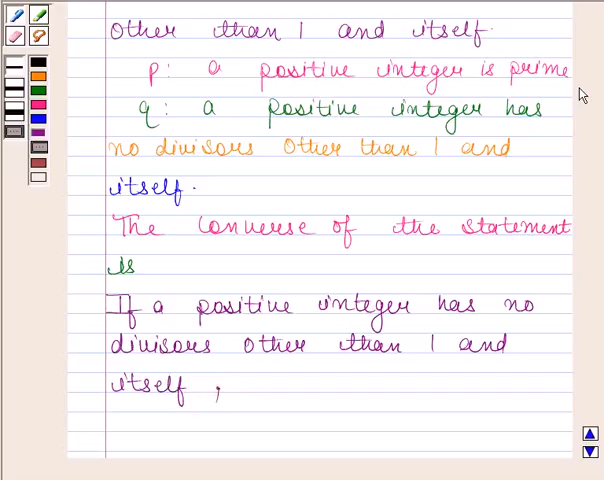 other than 1 and itself.
p: a positive integer is prime
q: a positive integer has
no divisors other than 1 and
itself.
The converse of the statement
is
If a positive integer has no
divisors other than 1 and
itself ,